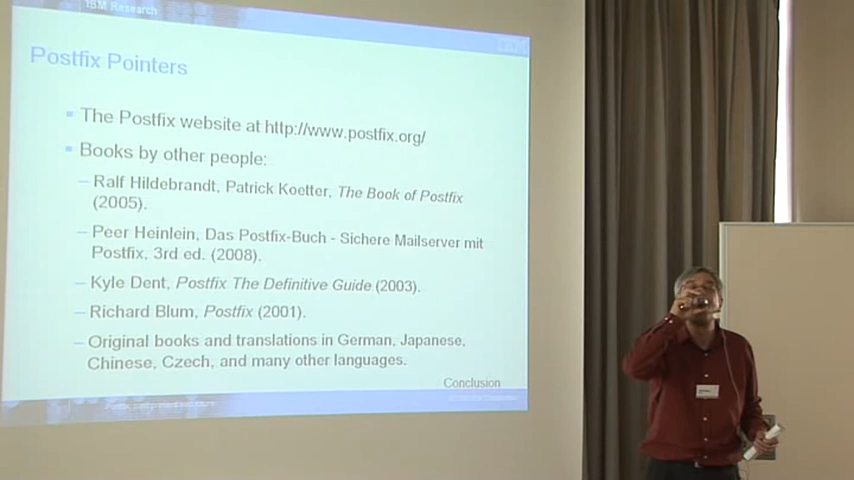 IBM Research
IBM
Postfix Pointers
The Postfix website at http://www.postfix.org/
Books by other people:
– Ralf Hildebrandt, Patrick Koetter, The Book of Postfix
(2005).
– Peer Heinlein, Das Postfix-Buch - Sichere Mailserver mit
Postfix, 3rd ed. (2008).
– Kyle Dent, Postfix The Definitive Guide (2003).
– Richard Blum, Postfix (2001).
– Original books and translations in German, Japanese,
Chinese, Czech, and many other languages.
Conclusion